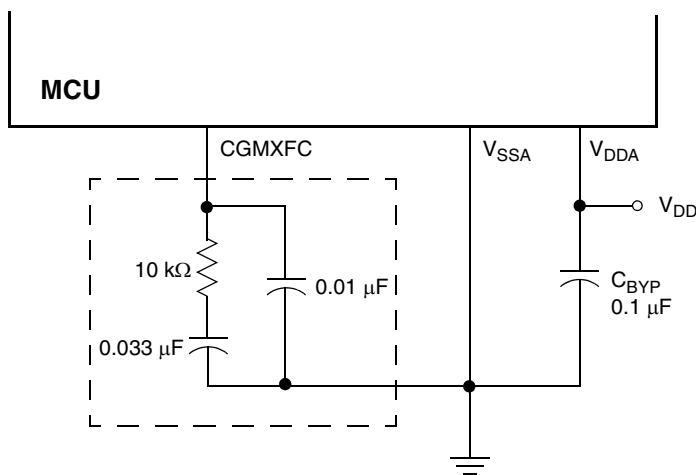 MCU
CGMXFC
V_SSA
V_DDA
V_DD
10 kΩ
0.01 μF
C_BYP
0.1 μF
0.033 μF